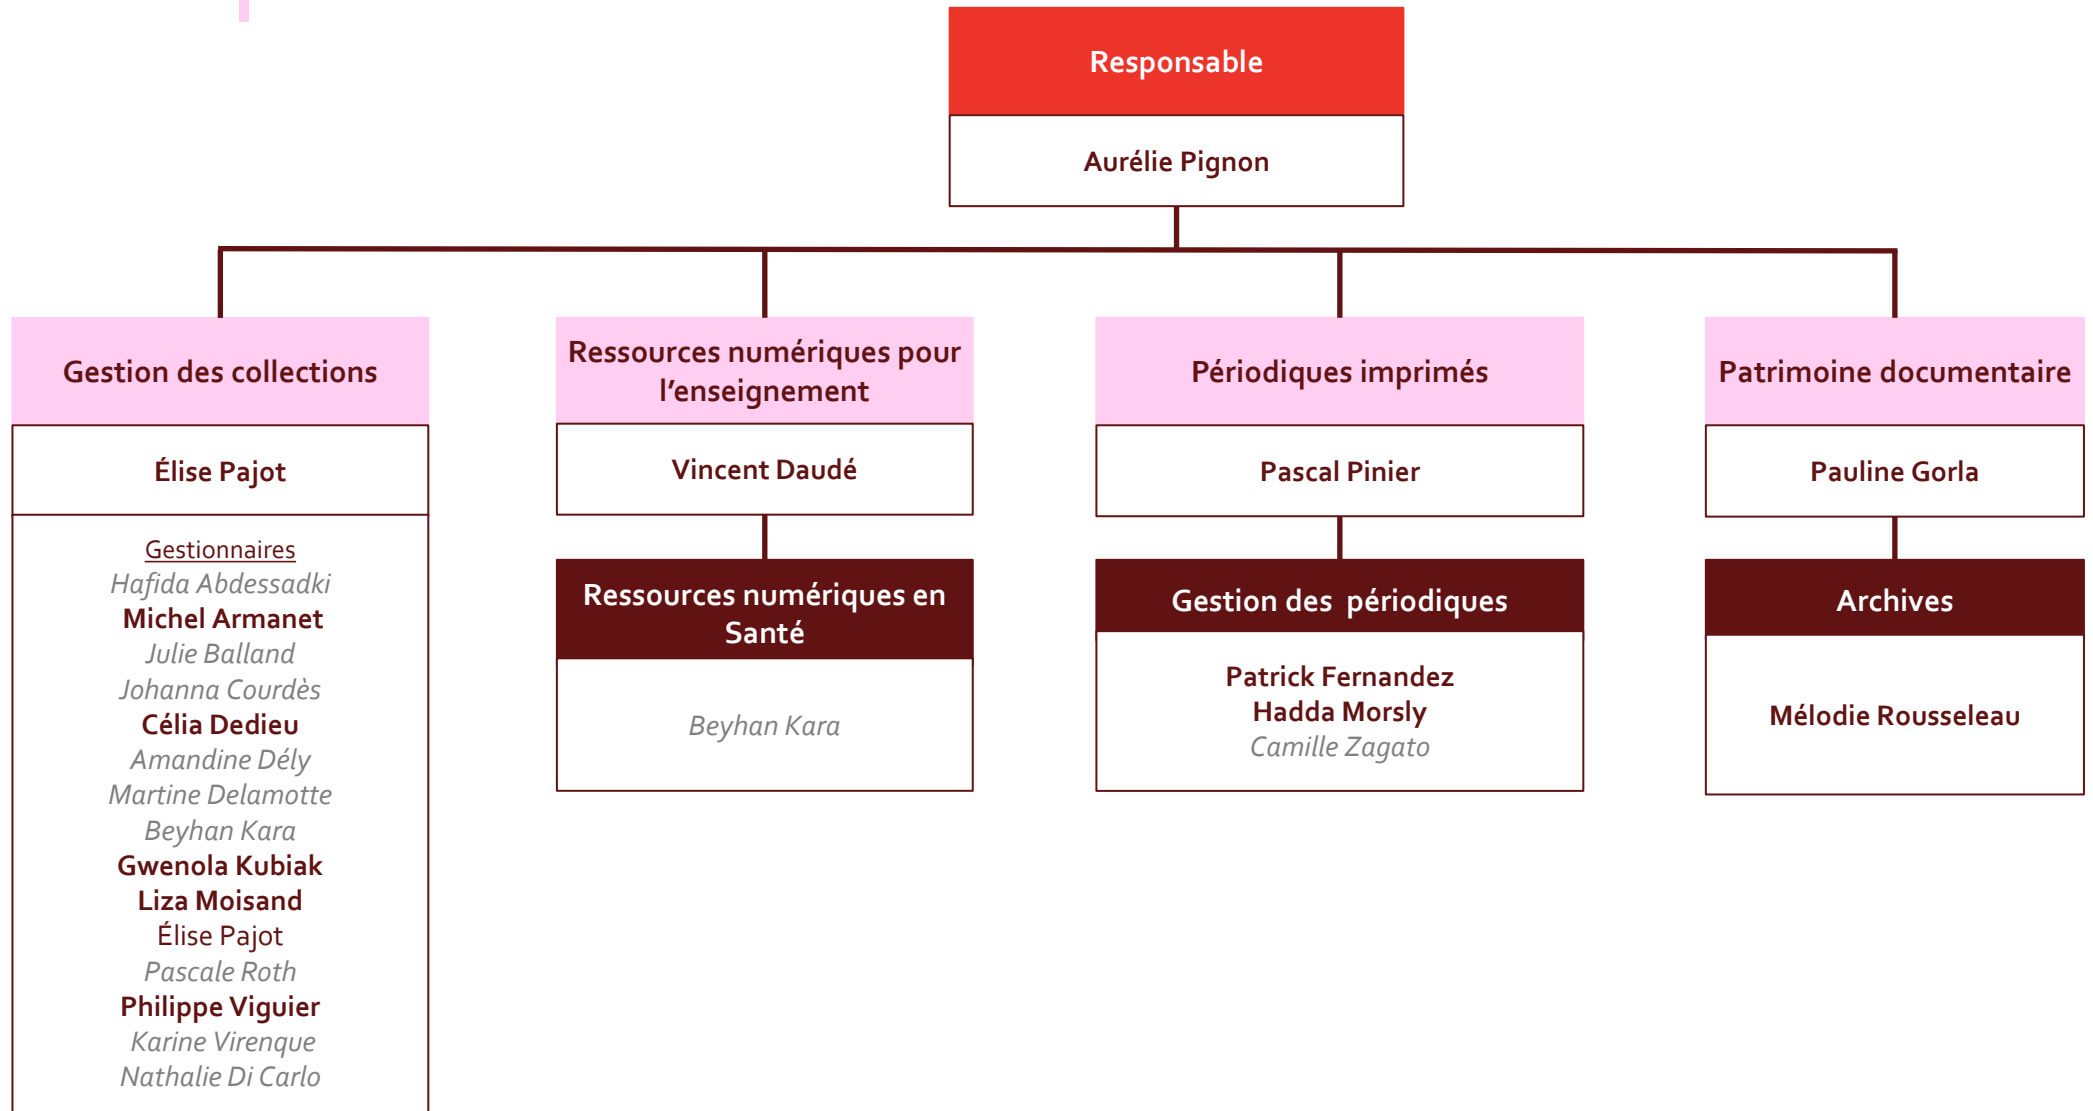 Responsable
Aurélie Pignon
Gestion des collections
Élise Pajot
Gestionnaires
Hafida Abdessadki
Michel Armanet
Julie Balland
Johanna Courdès
Célia Dedieu
Amandine Dély
Martine Delamotte
Beyhan Kara
Gwenola Kubiak
Liza Moisand
Élise Pajot
Pascale Roth
Philippe Viguier
Karine Virenque
Nathalie Di Carlo
Ressources numériques pour
l'enseignement
Vincent Daudé
Ressources numériques en
Santé
Beyhan Kara
Périodiques imprimés
Pascal Pinier
Gestion des  périodiques
Patrick Fernandez
Hadda Morsly
Camille Zagato
Patrimoine documentaire
Pauline Gorla
Archives
Mélodie Rousseleau